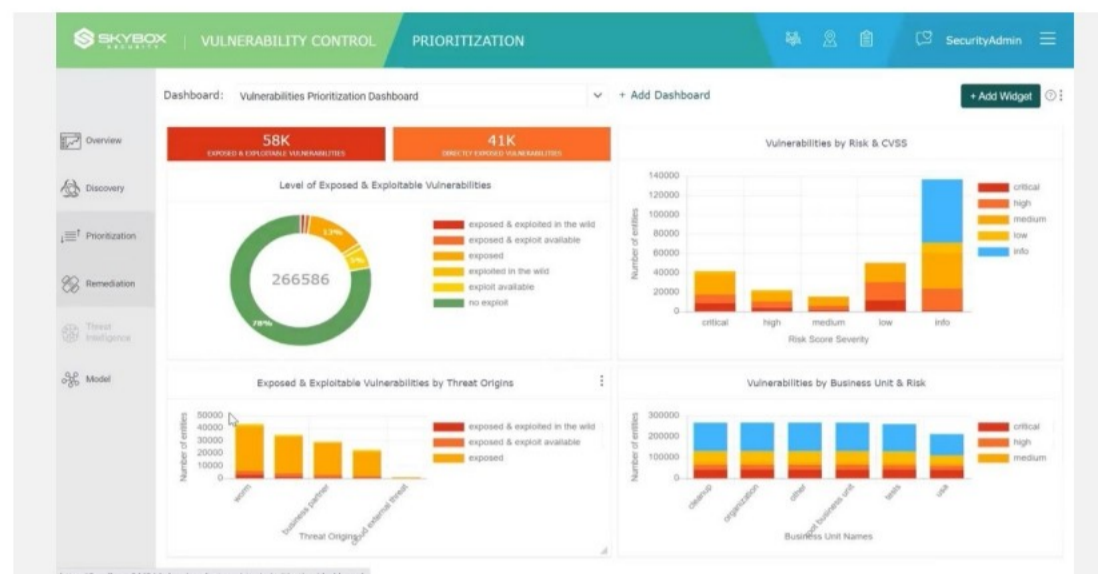 SKYBOX
SECURITY
VULNERABILITY CONTROL
PRIORITIZATION
SecurityAdmin
Dashboard:
Vulnerabilities Prioritization Dashboard
+ Add Dashboard
+ Add Widget
Overview
Discovery
Prioritization
Remediation
Threat
Intelligence
Model
58K
EXPOSED & EXPLOITABLE VULNERABILITIES
41K
DIRECTLY EXPOSED VULNERABILITIES
Level of Exposed & Exploitable Vulnerabilities
13%
5%
78%
266586
exposed & exploited in the wild
exposed & exploit available
exposed
exploited in the wild
exploit available
no exploit
Vulnerabilities by Risk & CVSS
Number of entities
140000
120000
100000
80000
60000
40000
20000
0
critical
high
medium
low
info
Risk Score Severity
critical
high
medium
low
info
Exposed & Exploitable Vulnerabilities by Threat Origins
Number of entities
50000
40000
30000
20000
10000
0
worm
business partner
cloud external threat
Threat Origins
exposed & exploited in the wild
exposed & exploit available
exposed
Vulnerabilities by Business Unit & Risk
Number of entities
300000
200000
100000
0
cleanup
organization
other
business unit
tests
usa
Business Unit Names
critical
high
medium